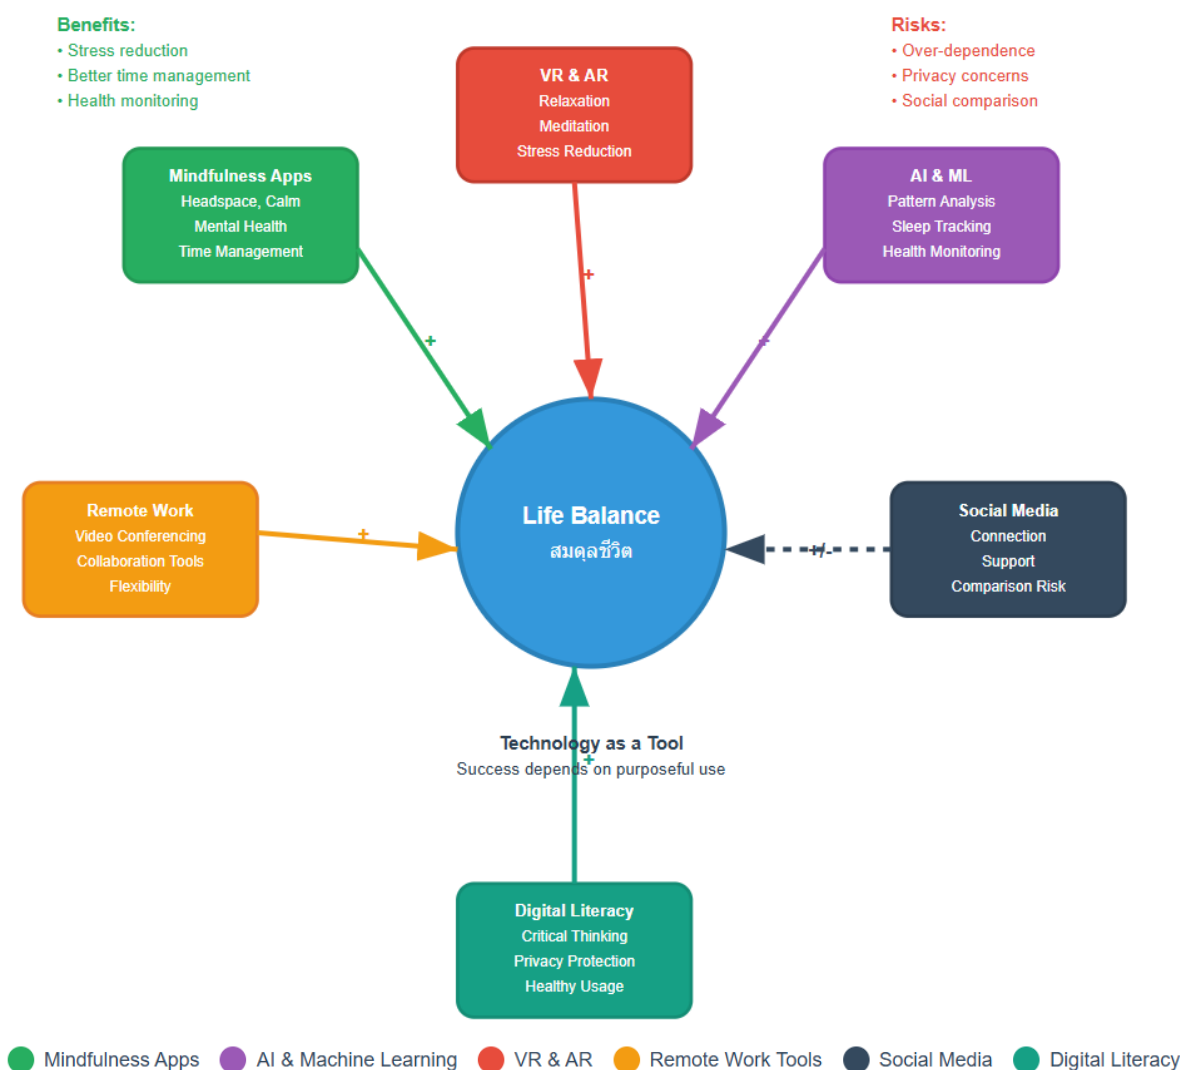 Benefits:
• Stress reduction
• Better time management
• Health monitoring
Risks:
• Over-dependence
• Privacy concerns
• Social comparison
VR & AR
Relaxation
Meditation
Stress Reduction
Mindfulness Apps
Headspace, Calm
Mental Health
Time Management
AI & ML
Pattern Analysis
Sleep Tracking
Health Monitoring
+
+
+
Remote Work
Video Conferencing
Collaboration Tools
Flexibility
+
Life Balance
สมดุลชีวิต
+/-
Social Media
Connection
Support
Comparison Risk
Technology as a Tool
+
Success depends on purposeful use
Digital Literacy
Critical Thinking
Privacy Protection
Healthy Usage
Mindfulness Apps
AI & Machine Learning
VR & AR
Remote Work Tools
Social Media
Digital Literacy